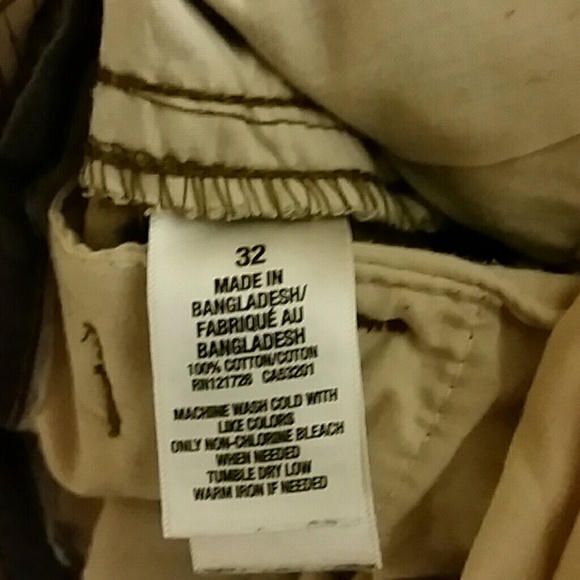 32
MADE IN
BANGLADESH/
FABRIQUÉ AU
BANGLADESH
100% COTTON/COTON
RN121728 CA53201
MACHINE WASH COLD WITH
LIKE COLORS
ONLY NON-CHLORINE BLEACH
WHEN NEEDED
TUMBLE DRY LOW
WARM IRON IF NEEDED